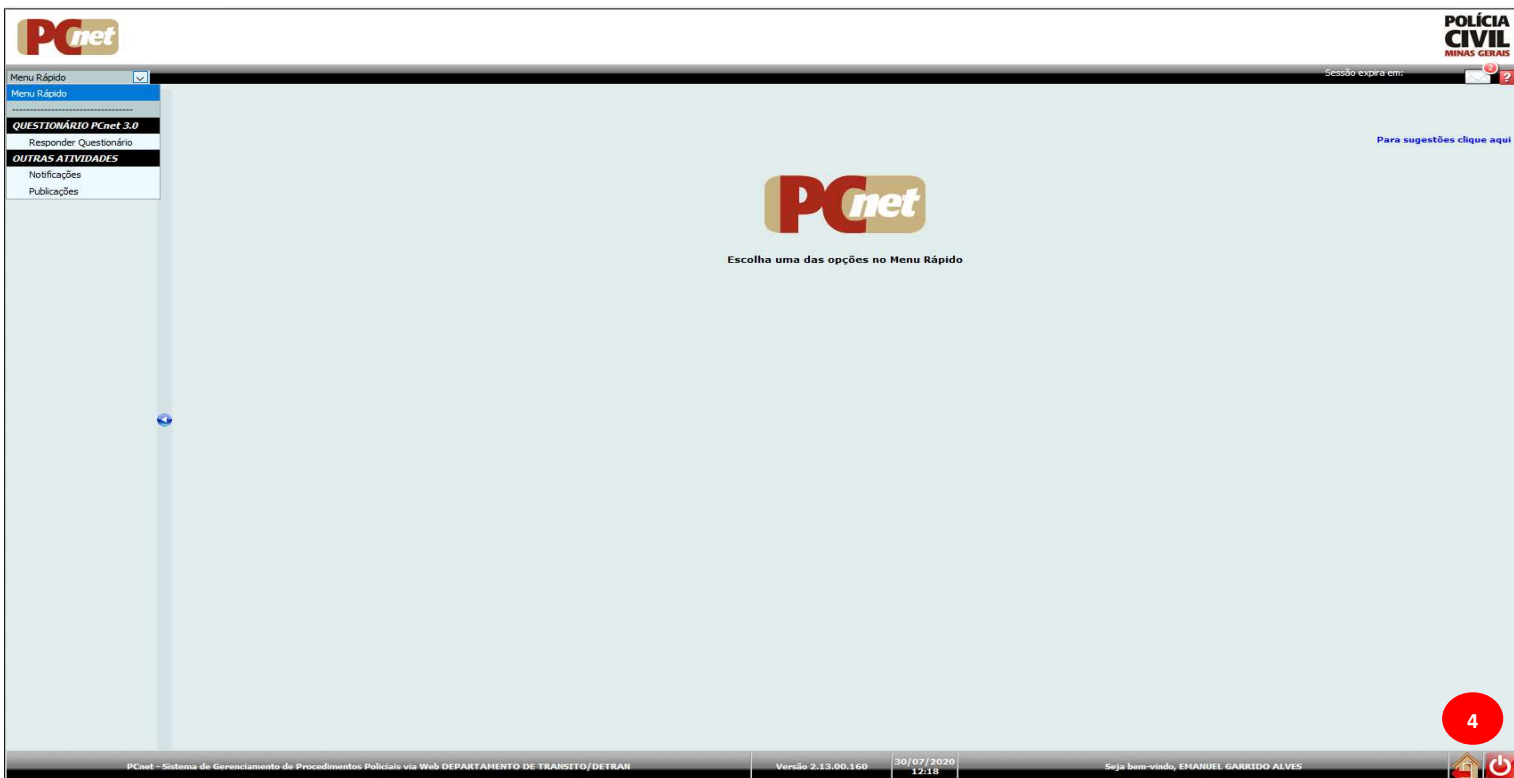 PCnet
POLÍCIA
CIVIL
MINAS GERAIS
Menu Rápido
Sessão expira em:
2
?
Menu Rápido
----------------------------------
QUESTIONÁRIO PCnet 3.0
Responder Questionário
OUTRAS ATIVIDADES
Notificações
Publicações
Para sugestões clique aqui
PCnet
Escolha uma das opções no Menu Rápido
4
PCnet - Sistema de Gerenciamento de Procedimentos Policiais via Web DEPARTAMENTO DE TRANSITO/DETRAN
Versão 2.13.00.160
30/07/2020
12:18
Seja bem-vindo, EMANUEL GARRIDO ALVES